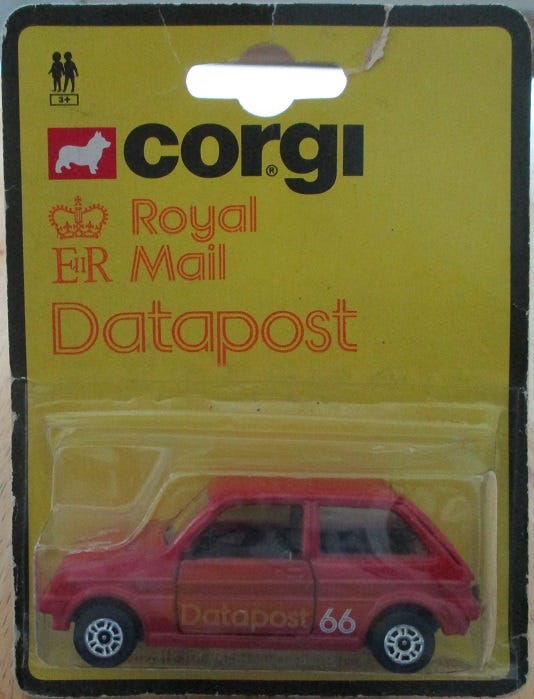 3+
corgi®
Royal
EIIR Mail
Datapost
Datapost 66